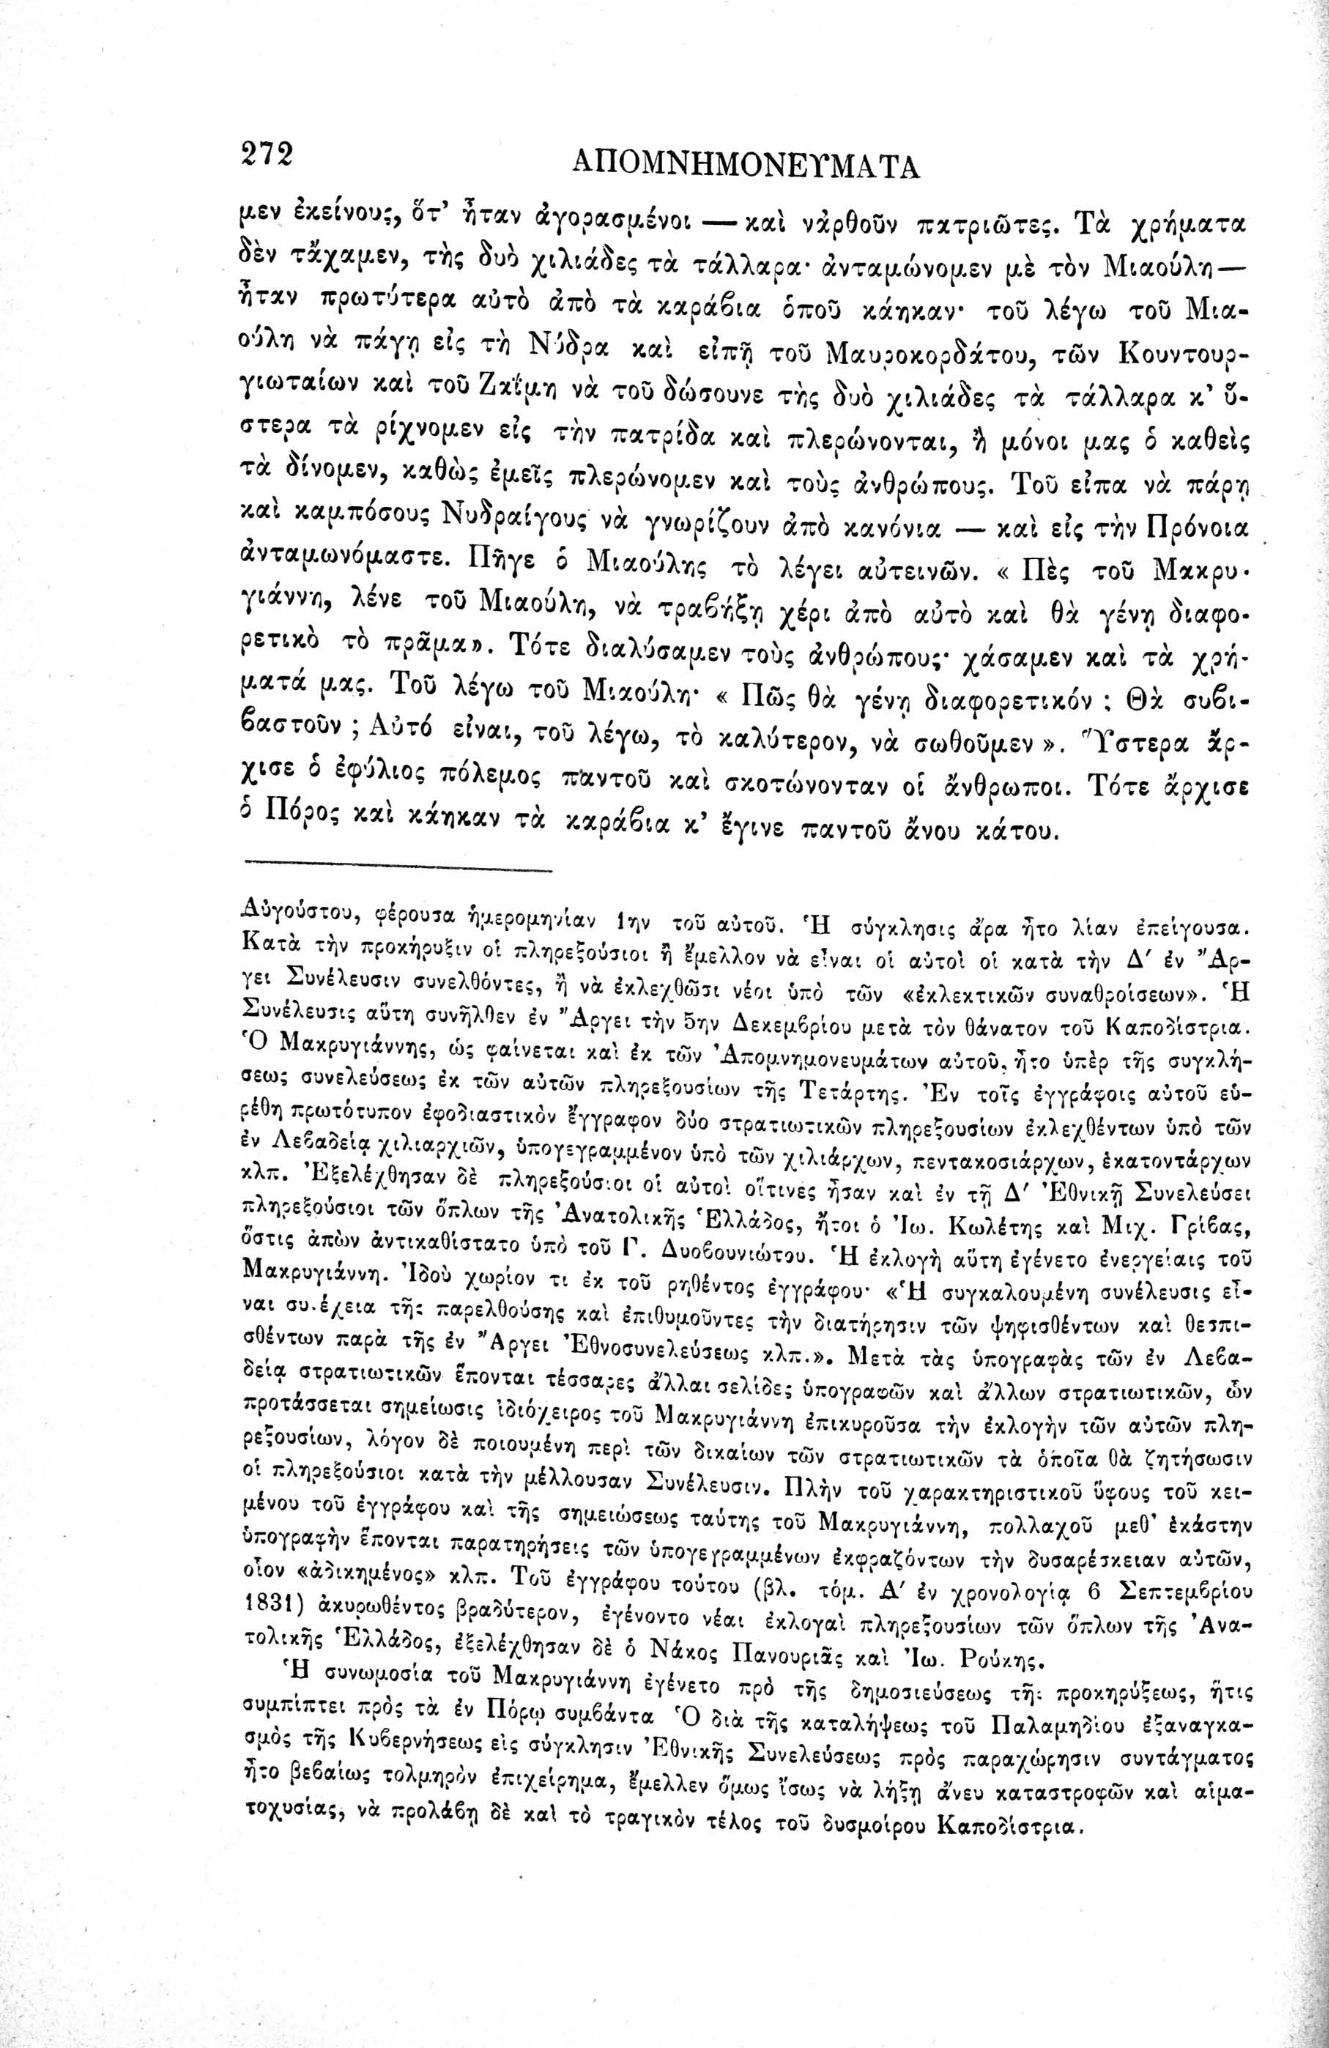 272
ΑΠΟΜΝΗΜΟΝΕΥΜΑΤΑ
μεν ἐκείνους, ὅτ' ἦταν ἀγορασμένοι — καὶ νἀρθοῦν πατριῶτες. Τὰ χρήματα
δὲν τἄχαμεν, τὴς δυὸ χιλιάδες τὰ τάλλαρα· ἀνταμώνομεν μὲ τὸν Μιαούλη—
ἦταν πρωτύτερα αὐτὸ ἀπὸ τὰ καράβια ὁποῦ κάηκαν· τοῦ λέγω τοῦ Μια-
ούλη νὰ πάγῃ εἰς τὴ Νύδρα καὶ εἰπῇ τοῦ Μαυροκορδάτου, τῶν Κουντουρ-
γιωταίων καὶ τοῦ Ζαΐμη νὰ τοῦ δώσουνε τὴς δυὸ χιλιάδες τὰ τάλλαρα κ' ὕ-
στερα τὰ ρίχνομεν εἰς τὴν πατρίδα καὶ πλερώνονται, ἢ μόνοι μας ὁ καθεὶς
τὰ δίνομεν, καθὼς ἐμεῖς πλερώνομεν καὶ τοὺς ἀνθρώπους. Τοῦ εἶπα νὰ πάρῃ
καὶ καμπόσους Νυδραίγους νὰ γνωρίζουν ἀπὸ κανόνια — καὶ εἰς τὴν Πρόνοια
ἀνταμωνόμαστε. Πῆγε ὁ Μιαούλης τὸ λέγει αὐτεινῶν. « Πὲς τοῦ Μακρυ-
γιάννη, λένε τοῦ Μιαούλη, νὰ τραβήξῃ χέρι ἀπὸ αὐτὸ καὶ θὰ γένῃ διαφο-
ρετικὸ τὸ πρᾶμα». Τότε διαλύσαμεν τοὺς ἀνθρώπους· χάσαμεν καὶ τὰ χρή-
ματά μας. Τοῦ λέγω τοῦ Μιαούλη· « Πῶς θὰ γένῃ διαφορετικόν ; Θὰ συβι-
βαστοῦν ; Αὐτό εἶναι, τοῦ λέγω, τὸ καλύτερον, νὰ σωθοῦμεν ». Ὕστερα ἄρ-
χισε ὁ ἐφύλιος πόλεμος παντοῦ καὶ σκοτώνονταν οἱ ἄνθρωποι. Τότε ἄρχισε
ὁ Πόρος καὶ κάηκαν τὰ καράβια κ' ἔγινε παντοῦ ἄνου κάτου.
Αὐγούστου, φέρουσα ἡμερομηνίαν 1ην τοῦ αὐτοῦ. Ἡ σύγκλησις ἄρα ἦτο λίαν ἐπείγουσα.
Κατὰ τὴν προκήρυξιν οἱ πληρεξούσιοι ἢ ἔμελλον νὰ εἶναι οἱ αὐτοὶ οἱ κατὰ τὴν Δ' ἐν Ἄρ-
γει Συνέλευσιν συνελθόντες, ἢ νὰ ἐκλεχθῶσι νέοι ὑπὸ τῶν «ἐκλεκτικῶν συναθροίσεων». Ἡ
Συνέλευσις αὕτη συνῆλθεν ἐν Ἄργει τὴν 5ην Δεκεμβρίου μετὰ τὸν θάνατον τοῦ Καποδίστρια.
Ὁ Μακρυγιάννης, ὡς φαίνεται καὶ ἐκ τῶν Ἀπομνημονευμάτων αὐτοῦ, ἦτο ὑπὲρ τῆς συγκλή-
σεως συνελεύσεως ἐκ τῶν αὐτῶν πληρεξουσίων τῆς Τετάρτης. Ἐν τοῖς ἐγγράφοις αὐτοῦ εὑ-
ρέθη πρωτότυπον ἐφοδιαστικὸν ἔγγραφον δύο στρατιωτικῶν πληρεξουσίων ἐκλεχθέντων ὑπὸ τῶν
ἐν Λεβαδείᾳ χιλιαρχιῶν, ὑπογεγραμμένον ὑπὸ τῶν χιλιάρχων, πεντακοσιάρχων, ἑκατοντάρχων
κλπ. Ἐξελέχθησαν δὲ πληρεξούσιοι οἱ αὐτοὶ οἵτινες ἦσαν καὶ ἐν τῇ Δ' Ἐθνικῇ Συνελεύσει
πληρεξούσιοι τῶν ὅπλων τῆς Ἀνατολικῆς Ἑλλάδος, ἤτοι ὁ Ἰω. Κωλέτης καὶ Μιχ. Γρίβας,
ὅστις ἀπὼν ἀντικαθίστατο ὑπὸ τοῦ Γ. Δυοβουνιώτου. Ἡ ἐκλογὴ αὕτη ἐγένετο ἐνεργείαις τοῦ
Μακρυγιάννη. Ἰδοὺ χωρίον τι ἐκ τοῦ ρηθέντος ἐγγράφου· «Ἡ συγκαλουμένη συνέλευσις εἶ-
ναι συνέχεια τῆς παρελθούσης καὶ ἐπιθυμοῦντες τὴν διατήρησιν τῶν ψηφισθέντων καὶ θεσπι-
σθέντων παρὰ τῆς ἐν Ἄργει Ἐθνοσυνελεύσεως κλπ.». Μετὰ τὰς ὑπογραφὰς τῶν ἐν Λεβα-
δείᾳ στρατιωτικῶν ἕπονται τέσσαρες ἄλλαι σελίδες ὑπογραφῶν καὶ ἄλλων στρατιωτικῶν, ὧν
προτάσσεται σημείωσις ἰδιόχειρος τοῦ Μακρυγιάννη ἐπικυροῦσα τὴν ἐκλογὴν τῶν αὐτῶν πλη-
ρεξουσίων, λόγον δὲ ποιουμένη περὶ τῶν δικαίων τῶν στρατιωτικῶν τὰ ὁποῖα θὰ ζητήσωσιν
οἱ πληρεξούσιοι κατὰ τὴν μέλλουσαν Συνέλευσιν. Πλὴν τοῦ χαρακτηριστικοῦ ὕφους τοῦ κει-
μένου τοῦ ἐγγράφου καὶ τῆς σημειώσεως ταύτης τοῦ Μακρυγιάννη, πολλαχοῦ μεθ' ἑκάστην
ὑπογραφὴν ἕπονται παρατηρήσεις τῶν ὑπογεγραμμένων ἐκφραζόντων τὴν δυσαρέσκειαν αὐτῶν,
οἷον «ἀδικημένος» κλπ. Τοῦ ἐγγράφου τούτου (βλ. τόμ. Α' ἐν χρονολογίᾳ 6 Σεπτεμβρίου
1831) ἀκυρωθέντος βραδύτερον, ἐγένοντο νέαι ἐκλογαὶ πληρεξουσίων τῶν ὅπλων τῆς Ἀνα-
τολικῆς Ἑλλάδος, ἐξελέχθησαν δὲ ὁ Νάκος Πανουριᾶς καὶ Ἰω. Ρούκης.
Ἡ συνωμοσία τοῦ Μακρυγιάννη ἐγένετο πρὸ τῆς δημοσιεύσεως τῆς προκηρύξεως, ἥτις
συμπίπτει πρὸς τὰ ἐν Πόρῳ συμβάντα Ὁ διὰ τῆς καταλήψεως τοῦ Παλαμηδίου ἐξαναγκα-
σμὸς τῆς Κυβερνήσεως εἰς σύγκλησιν Ἐθνικῆς Συνελεύσεως πρὸς παραχώρησιν συντάγματος
ἦτο βεβαίως τολμηρὸν ἐπιχείρημα, ἔμελλεν ὅμως ἴσως νὰ λήξῃ ἄνευ καταστροφῶν καὶ αἱμα-
τοχυσίας, νὰ προλάβῃ δὲ καὶ τὸ τραγικὸν τέλος τοῦ δυσμοίρου Καποδίστρια.